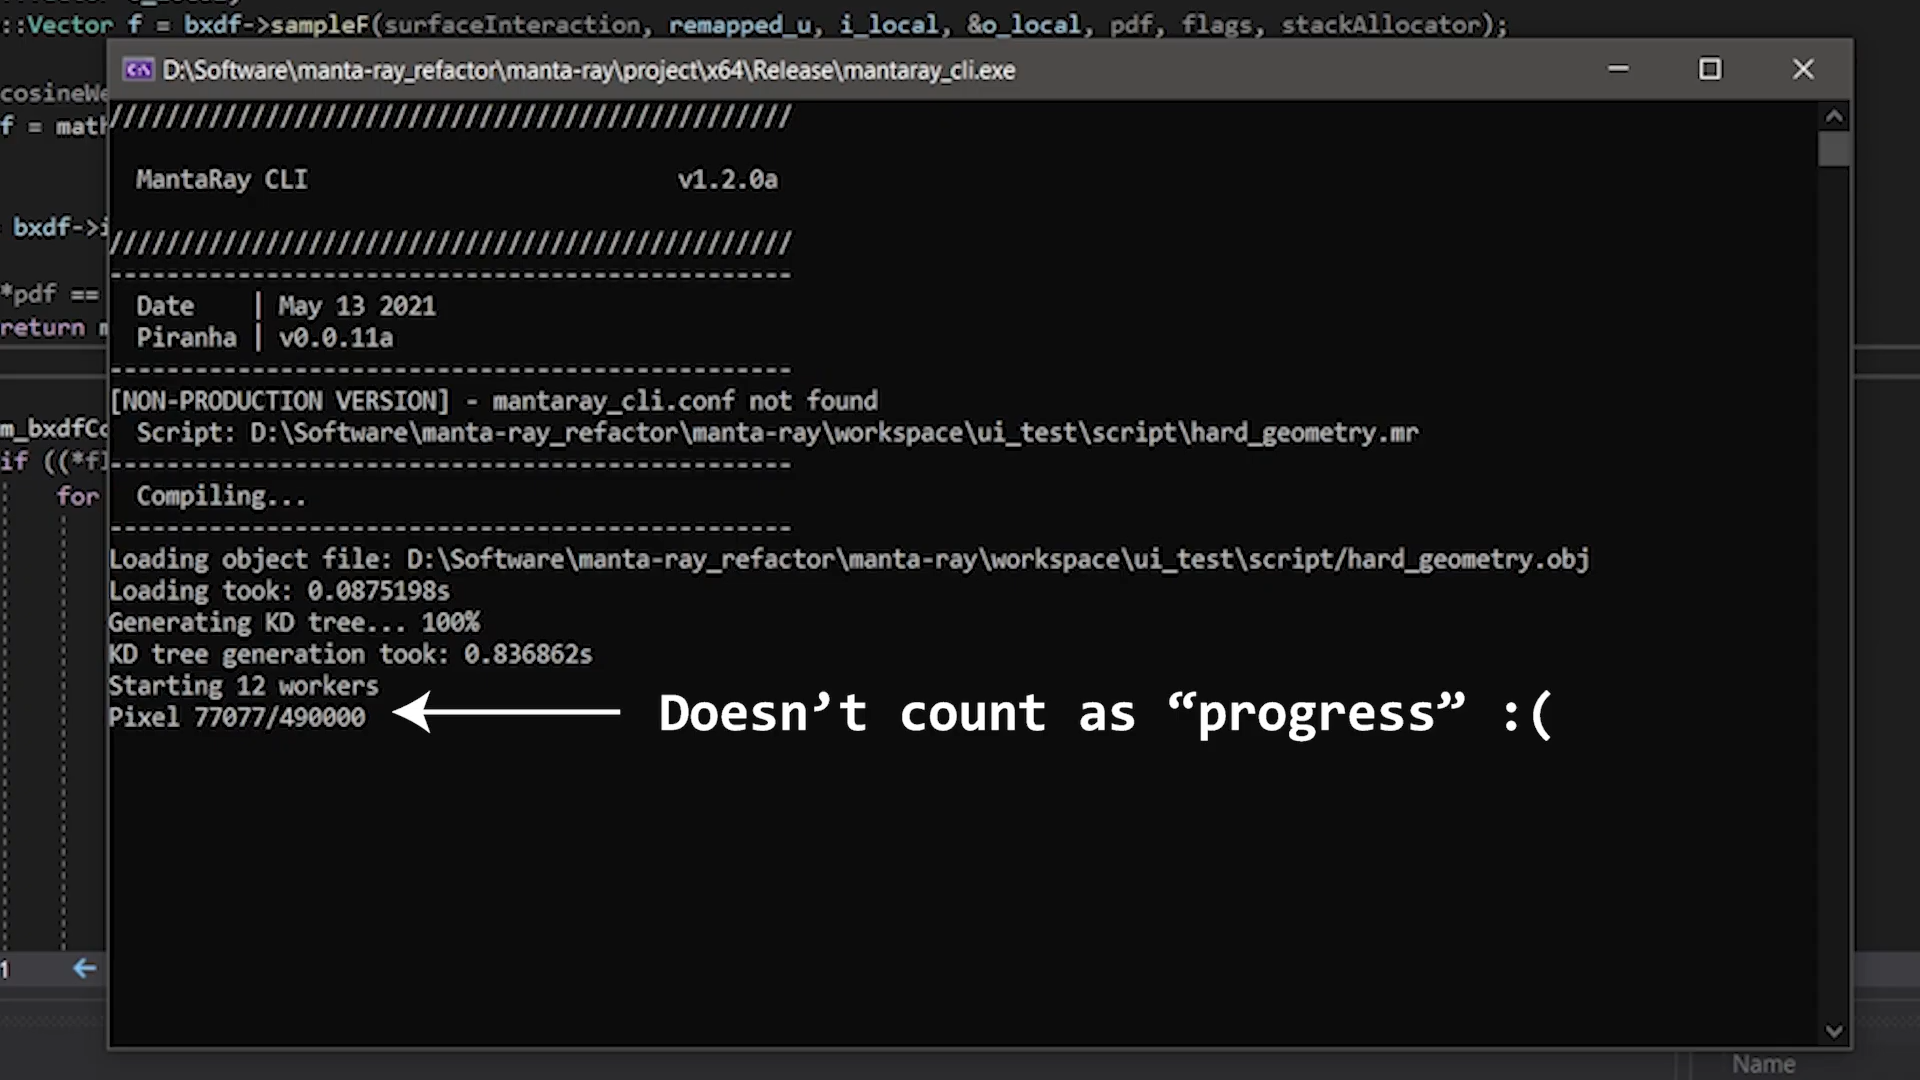 ::Vector f = bxdf->sampleF(surfaceInteraction, remapped_u, i_local, &o_local, pdf, flags, stackAllocator);
D:\Software\manta-ray_refactor\manta-ray\project\x64\Release\mantaray_cli.exe
cosineWe
f = math
////////////////////////////////////////////////
MantaRay CLI v1.2.0a
bxdf->i
////////////////////////////////////////////////
------------------------------------------------
*pdf ==
Date | May 13 2021
return
Piranha | v0.0.11a
------------------------------------------------
[NON-PRODUCTION VERSION] - mantaray_cli.conf not found
m_bxdfCo
Script: D:\Software\manta-ray_refactor\manta-ray\workspace\ui_test\script\hard_geometry.mr
if ((*fl
------------------------------------------------
for
Compiling...
------------------------------------------------
Loading object file: D:\Software\manta-ray_refactor\manta-ray\workspace\ui_test\script/hard_geometry.obj
Loading took: 0.0875198s
Generating KD tree... 100%
KD tree generation took: 0.836862s
Starting 12 workers
Pixel 77077/490000
Doesn’t count as “progress” :(
Name